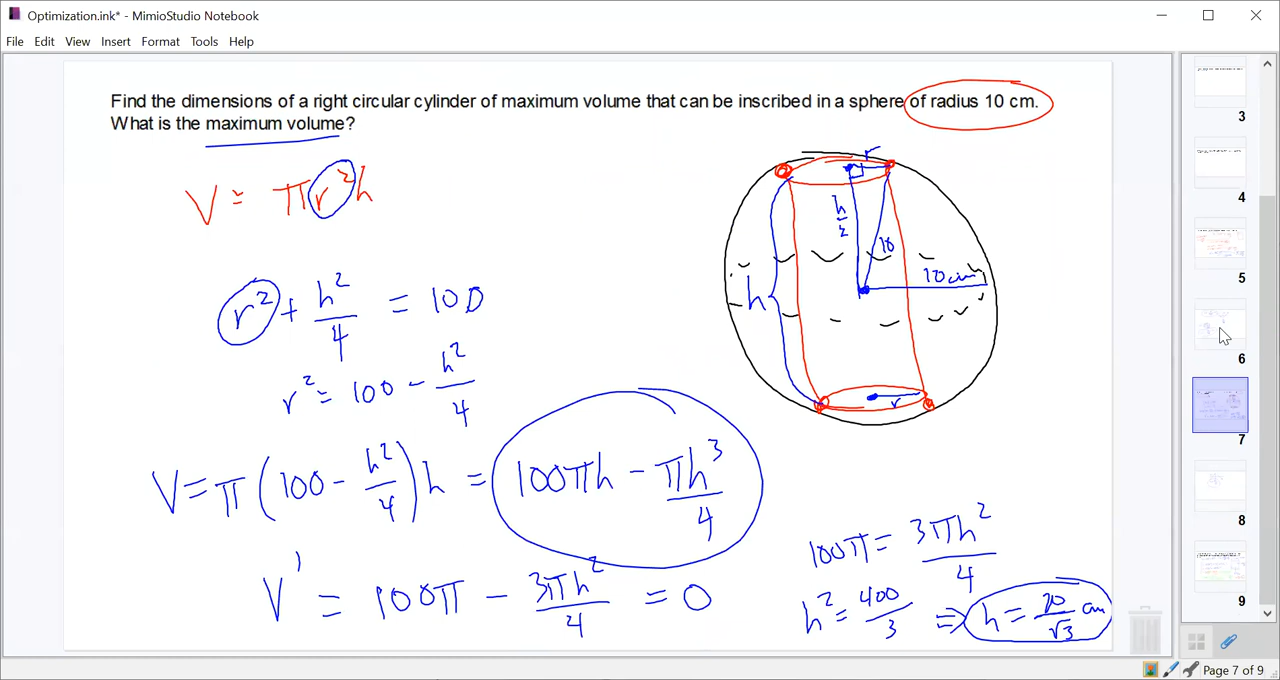 Optimization.ink* - MimioStudio Notebook
File Edit View Insert Format Tools Help
Find the dimensions of a right circular cylinder of maximum volume that can be inscribed in a sphere of radius 10 cm.
What is the maximum volume?
V = πr²h
r² + h²/4 = 100
r² = 100 - h²/4
V = π(100 - h²/4)h = 100πh - πh³/4
V' = 100π - 3πh²/4 = 0
r
h/2
10
10cm
h
r
100π = 3πh²/4
h² = 400/3 ⇒ h = 20/√3 cm
3
4
5
6
7
8
9
Page 7 of 9